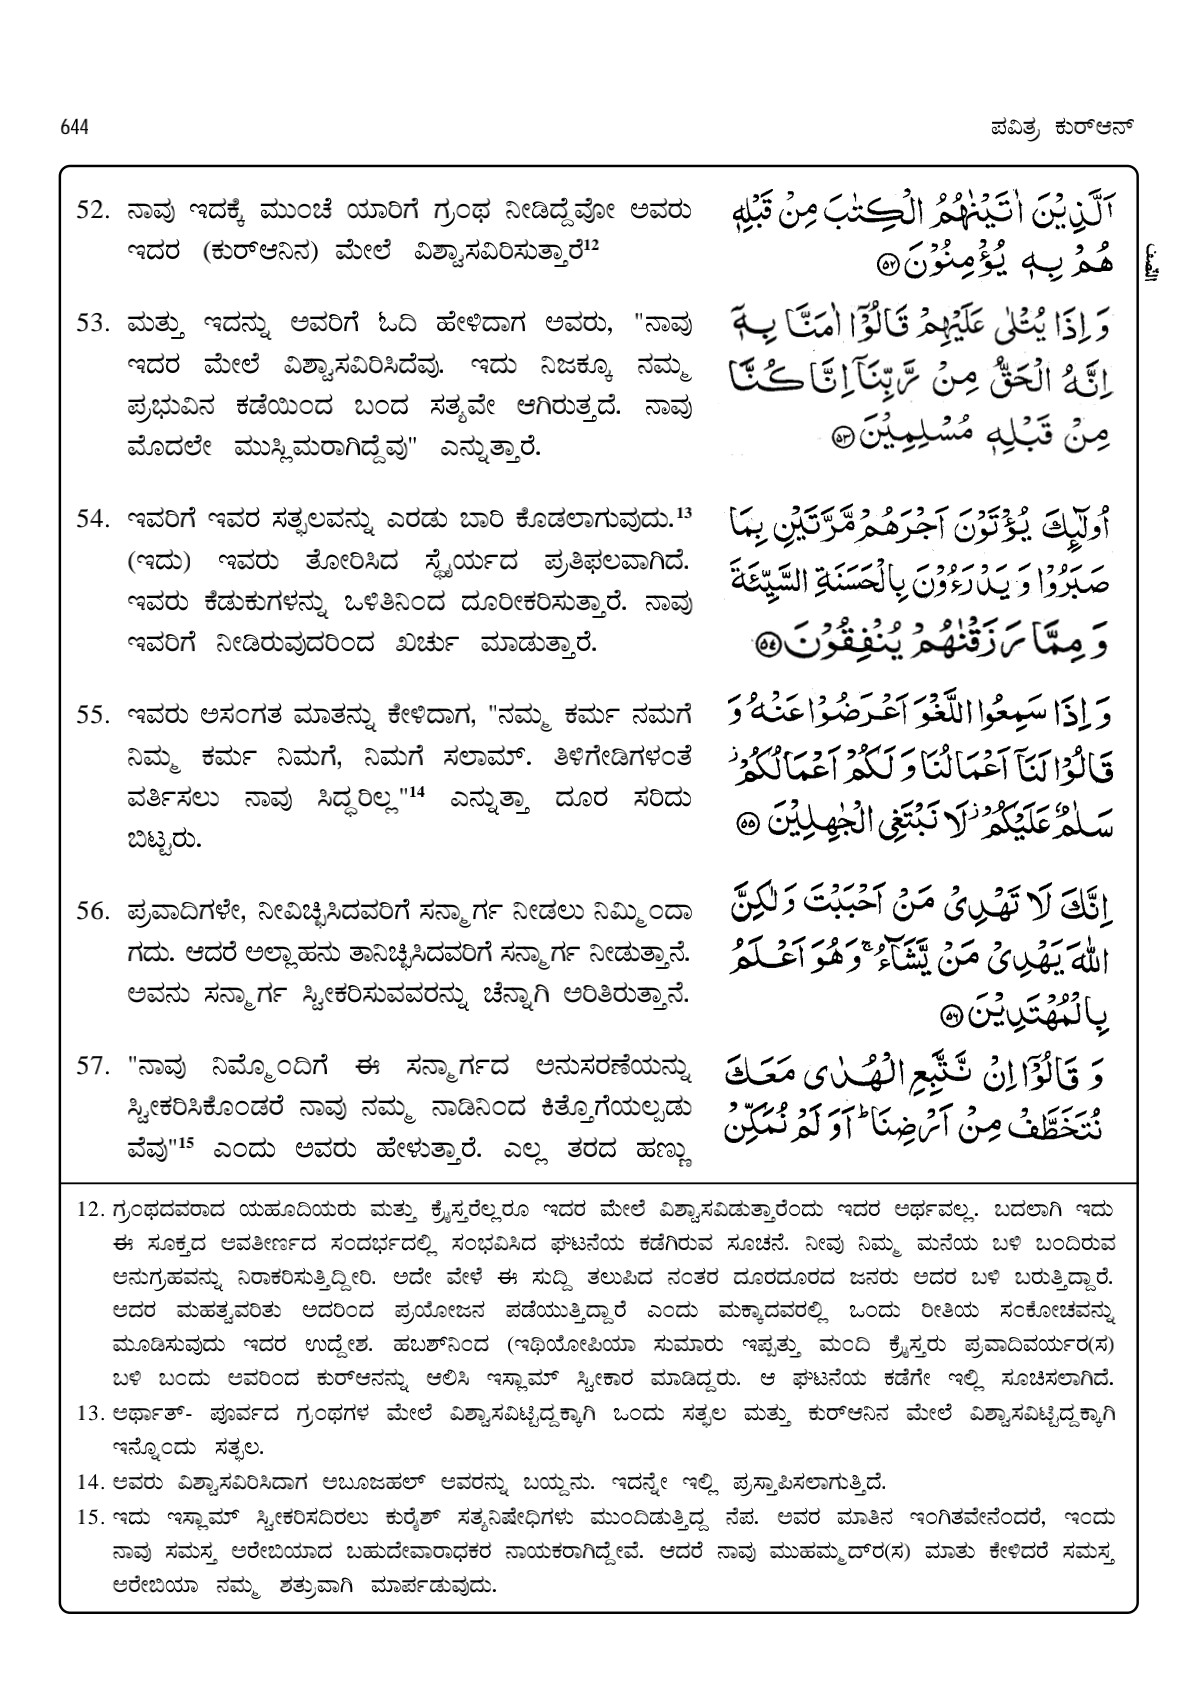 644
ಪವಿತ್ರ ಕುರ್‌ಆನ್
52. ನಾವು ಇದಕ್ಕೆ ಮುಂಚೆ ಯಾರಿಗೆ ಗ್ರಂಥ ನೀಡಿದ್ದೆವೋ ಅವರು
ಇದರ (ಕುರ್‌ಆನಿನ) ಮೇಲೆ ವಿಶ್ವಾಸವಿರಿಸುತ್ತಾರೆ¹²
اَلَّذِيْنَ اٰتَيْنٰهُمُ الْكِتٰبَ مِنْ قَبْلِهٖ
هُمْ بِهٖ يُؤْمِنُوْنَ ﴿۵۲﴾
53. ಮತ್ತು ಇದನ್ನು ಅವರಿಗೆ ಓದಿ ಹೇಳಿದಾಗ ಅವರು, "ನಾವು
ಇದರ ಮೇಲೆ ವಿಶ್ವಾಸವಿರಿಸಿದೆವು. ಇದು ನಿಜಕ್ಕೂ ನಮ್ಮ
ಪ್ರಭುವಿನ ಕಡೆಯಿಂದ ಬಂದ ಸತ್ಯವೇ ಆಗಿರುತ್ತದೆ. ನಾವು
ಮೊದಲೇ ಮುಸ್ಲಿಮರಾಗಿದ್ದೆವು" ಎನ್ನುತ್ತಾರೆ.
وَ اِذَا يُتْلٰى عَلَيْهِمْ قَالُوْۤا اٰمَنَّا بِهٖۤ
اِنَّهُ الْحَقُّ مِنْ رَّبِّنَاۤ اِنَّا كُنَّا
مِنْ قَبْلِهٖ مُسْلِمِيْنَ ﴿۵۳﴾
54. ಇವರಿಗೆ ಇವರ ಸತ್ಫಲವನ್ನು ಎರಡು ಬಾರಿ ಕೊಡಲಾಗುವುದು.¹³
(ಇದು) ಇವರು ತೋರಿಸಿದ ಸ್ಥೈರ್ಯದ ಪ್ರತಿಫಲವಾಗಿದೆ.
ಇವರು ಕೆಡುಕುಗಳನ್ನು ಒಳಿತಿನಿಂದ ದೂರೀಕರಿಸುತ್ತಾರೆ. ನಾವು
ಇವರಿಗೆ ನೀಡಿರುವುದರಿಂದ ಖರ್ಚು ಮಾಡುತ್ತಾರೆ.
اُولٰٓئِكَ يُؤْتَوْنَ اَجْرَهُمْ مَّرَّتَيْنِ بِمَا
صَبَرُوْا وَ يَدْرَءُوْنَ بِالْحَسَنَةِ السَّيِّئَةَ
وَ مِمَّا رَزَقْنٰهُمْ يُنْفِقُوْنَ ﴿۵۴﴾
55. ಇವರು ಅಸಂಗತ ಮಾತನ್ನು ಕೇಳಿದಾಗ, "ನಮ್ಮ ಕರ್ಮ ನಮಗೆ
ನಿಮ್ಮ ಕರ್ಮ ನಿಮಗೆ, ನಿಮಗೆ ಸಲಾಮ್. ತಿಳಿಗೇಡಿಗಳಂತೆ
ವರ್ತಿಸಲು ನಾವು ಸಿದ್ಧರಿಲ್ಲ"¹⁴ ಎನ್ನುತ್ತಾ ದೂರ ಸರಿದು
ಬಿಟ್ಟರು.
وَ اِذَا سَمِعُوا اللَّغْوَ اَعْرَضُوْا عَنْهُ وَ
قَالُوْا لَنَاۤ اَعْمَالُنَا وَ لَكُمْ اَعْمَالُكُمْ ؗ
سَلٰمٌ عَلَيْكُمْ ؗ لَا نَبْتَغِي الْجٰهِلِيْنَ ﴿۵۵﴾
56. ಪ್ರವಾದಿಗಳೇ, ನೀವಿಚ್ಛಿಸಿದವರಿಗೆ ಸನ್ಮಾರ್ಗ ನೀಡಲು ನಿಮ್ಮಿಂದಾ
ಗದು. ಆದರೆ ಅಲ್ಲಾಹನು ತಾನಿಚ್ಛಿಸಿದವರಿಗೆ ಸನ್ಮಾರ್ಗ ನೀಡುತ್ತಾನೆ.
ಅವನು ಸನ್ಮಾರ್ಗ ಸ್ವೀಕರಿಸುವವರನ್ನು ಚೆನ್ನಾಗಿ ಅರಿತಿರುತ್ತಾನೆ.
اِنَّكَ لَا تَهْدِيْ مَنْ اَحْبَبْتَ وَ لٰكِنَّ
اللّٰهَ يَهْدِيْ مَنْ يَّشَآءُ ۚ وَ هُوَ اَعْلَمُ
بِالْمُهْتَدِيْنَ ﴿۵۶﴾
57. "ನಾವು ನಿಮ್ಮೊಂದಿಗೆ ಈ ಸನ್ಮಾರ್ಗದ ಅನುಸರಣೆಯನ್ನು
ಸ್ವೀಕರಿಸಿಕೊಂಡರೆ ನಾವು ನಮ್ಮ ನಾಡಿನಿಂದ ಕಿತ್ತೊಗೆಯಲ್ಪಡು
ವೆವು"¹⁵ ಎಂದು ಅವರು ಹೇಳುತ್ತಾರೆ. ಎಲ್ಲ ತರದ ಹಣ್ಣು
وَ قَالُوْۤا اِنْ نَّتَّبِعِ الْهُدٰى مَعَكَ
نُتَخَطَّفْ مِنْ اَرْضِنَا ؕ اَوَ لَمْ نُمَكِّنْ
12. ಗ್ರಂಥದವರಾದ ಯಹೂದಿಯರು ಮತ್ತು ಕ್ರೈಸ್ತರೆಲ್ಲರೂ ಇದರ ಮೇಲೆ ವಿಶ್ವಾಸವಿಡುತ್ತಾರೆಂದು ಇದರ ಅರ್ಥವಲ್ಲ. ಬದಲಾಗಿ ಇದು
ಈ ಸೂಕ್ತದ ಅವತೀರ್ಣದ ಸಂದರ್ಭದಲ್ಲಿ ಸಂಭವಿಸಿದ ಘಟನೆಯ ಕಡೆಗಿರುವ ಸೂಚನೆ. ನೀವು ನಿಮ್ಮ ಮನೆಯ ಬಳಿ ಬಂದಿರುವ
ಅನುಗ್ರಹವನ್ನು ನಿರಾಕರಿಸುತ್ತಿದ್ದೀರಿ. ಅದೇ ವೇಳೆ ಈ ಸುದ್ದಿ ತಲುಪಿದ ನಂತರ ದೂರದೂರದ ಜನರು ಅದರ ಬಳಿ ಬರುತ್ತಿದ್ದಾರೆ.
ಅದರ ಮಹತ್ವವರಿತು ಅದರಿಂದ ಪ್ರಯೋಜನ ಪಡೆಯುತ್ತಿದ್ದಾರೆ ಎಂದು ಮಕ್ಕಾದವರಲ್ಲಿ ಒಂದು ರೀತಿಯ ಸಂಕೋಚವನ್ನು
ಮೂಡಿಸುವುದು ಇದರ ಉದ್ದೇಶ. ಹಬಶ್‌ನಿಂದ (ಇಥಿಯೋಪಿಯಾ ಸುಮಾರು ಇಪ್ಪತ್ತು ಮಂದಿ ಕ್ರೈಸ್ತರು ಪ್ರವಾದಿವರ್ಯರ(ಸ)
ಬಳಿ ಬಂದು ಅವರಿಂದ ಕುರ್‌ಆನನ್ನು ಆಲಿಸಿ ಇಸ್ಲಾಮ್ ಸ್ವೀಕಾರ ಮಾಡಿದ್ದರು. ಆ ಘಟನೆಯ ಕಡೆಗೇ ಇಲ್ಲಿ ಸೂಚಿಸಲಾಗಿದೆ.
13. ಅರ್ಥಾತ್- ಪೂರ್ವದ ಗ್ರಂಥಗಳ ಮೇಲೆ ವಿಶ್ವಾಸವಿಟ್ಟಿದ್ದಕ್ಕಾಗಿ ಒಂದು ಸತ್ಫಲ ಮತ್ತು ಕುರ್‌ಆನಿನ ಮೇಲೆ ವಿಶ್ವಾಸವಿಟ್ಟಿದ್ದಕ್ಕಾಗಿ
ಇನ್ನೊಂದು ಸತ್ಫಲ.
14. ಅವರು ವಿಶ್ವಾಸವಿರಿಸಿದಾಗ ಅಬೂಜಹಲ್ ಅವರನ್ನು ಬಯ್ದನು. ಇದನ್ನೇ ಇಲ್ಲಿ ಪ್ರಸ್ತಾಪಿಸಲಾಗುತ್ತಿದೆ.
15. ಇದು ಇಸ್ಲಾಮ್ ಸ್ವೀಕರಿಸದಿರಲು ಕುರೈಶ್ ಸತ್ಯನಿಷೇಧಿಗಳು ಮುಂದಿಡುತ್ತಿದ್ದ ನೆಪ. ಅವರ ಮಾತಿನ ಇಂಗಿತವೇನೆಂದರೆ, ಇಂದು
ನಾವು ಸಮಸ್ತ ಅರೇಬಿಯಾದ ಬಹುದೇವಾರಾಧಕರ ನಾಯಕರಾಗಿದ್ದೇವೆ. ಆದರೆ ನಾವು ಮುಹಮ್ಮದ್‌ರ(ಸ) ಮಾತು ಕೇಳಿದರೆ ಸಮಸ್ತ
ಅರೇಬಿಯಾ ನಮ್ಮ ಶತ್ರುವಾಗಿ ಮಾರ್ಪಡುವುದು.